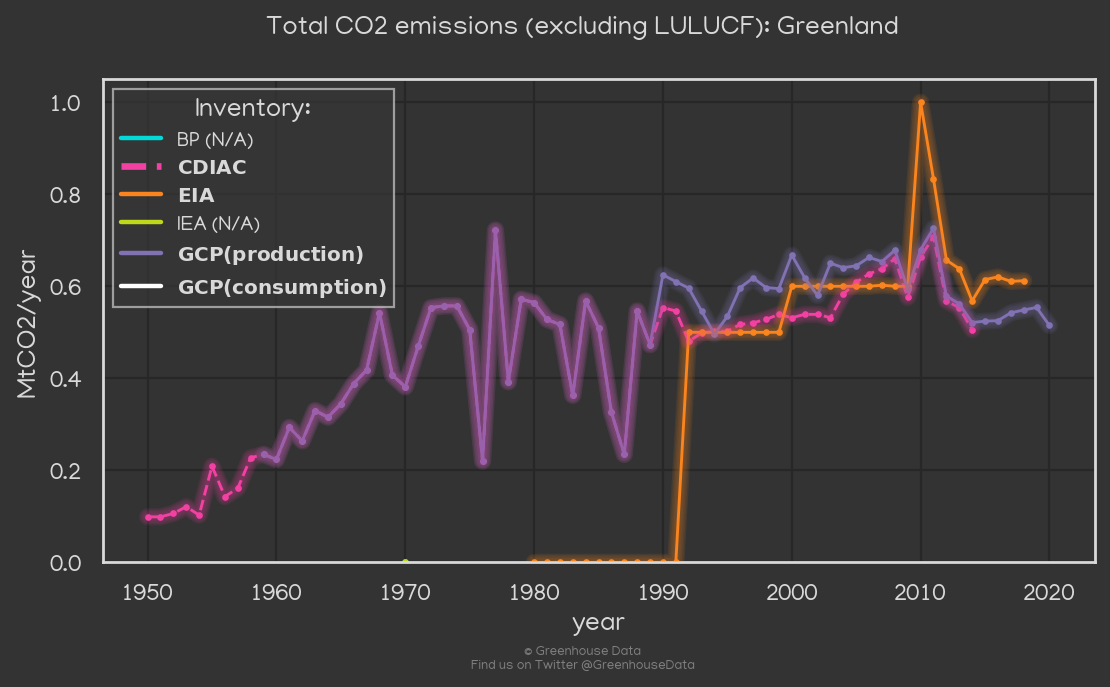 Total CO2 emissions (excluding LULUCF): Greenland
Inventory:
BP (N/A)
CDIAC
EIA
IEA (N/A)
GCP(production)
GCP(consumption)
MtCO2/year
1.0
0.8
0.6
0.4
0.2
0.0
1950 1960 1970 1980 1990 2000 2010 2020
year
© Greenhouse Data
Find us on Twitter @GreenhouseData